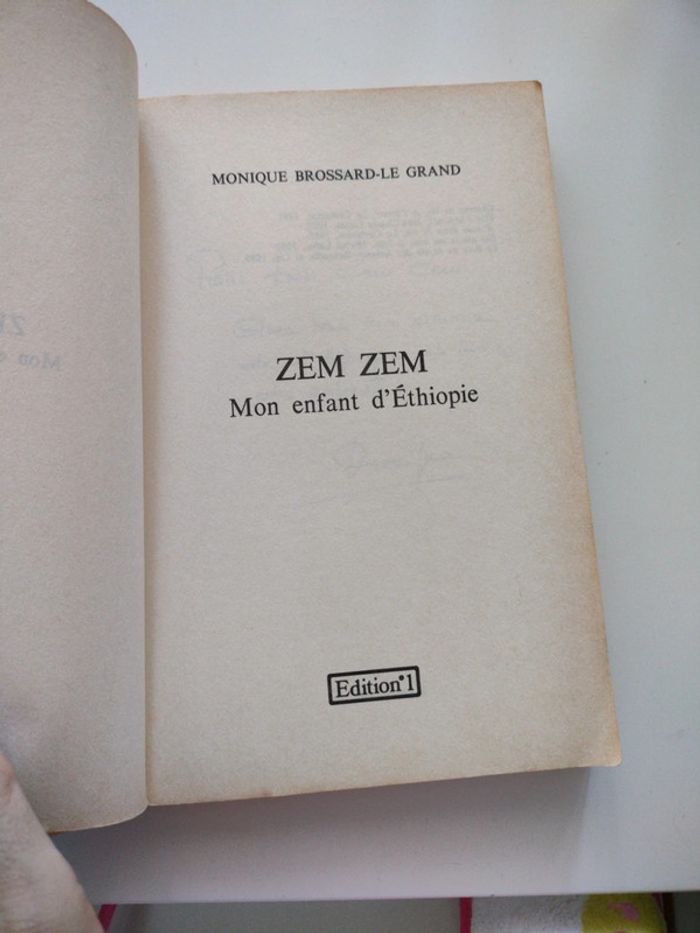 MONIQUE BROSSARD-LE GRAND
ZEM ZEM
Mon enfant d'Éthiopie
Edition°1